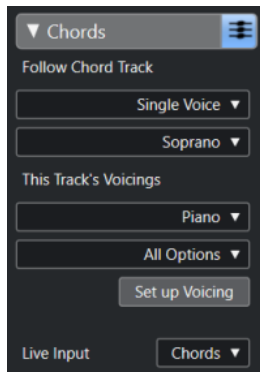 Chords
Follow Chord Track
Single Voice
Soprano
This Track's Voicings
Piano
All Options
Set up Voicing
Live Input Chords